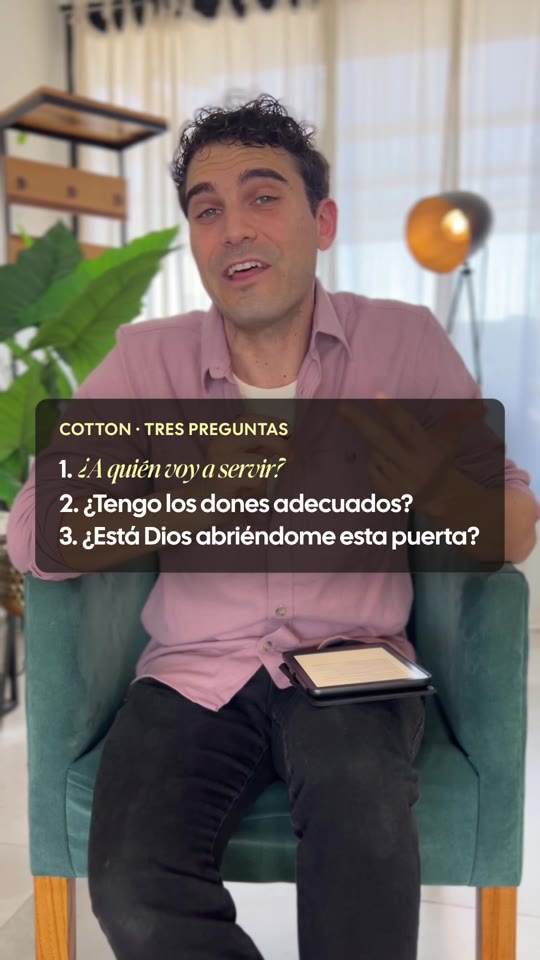 COTTON · TRES PREGUNTAS
1. ¿A quién voy a servir?
2. ¿Tengo los dones adecuados?
3. ¿Está Dios abriéndome esta puerta?